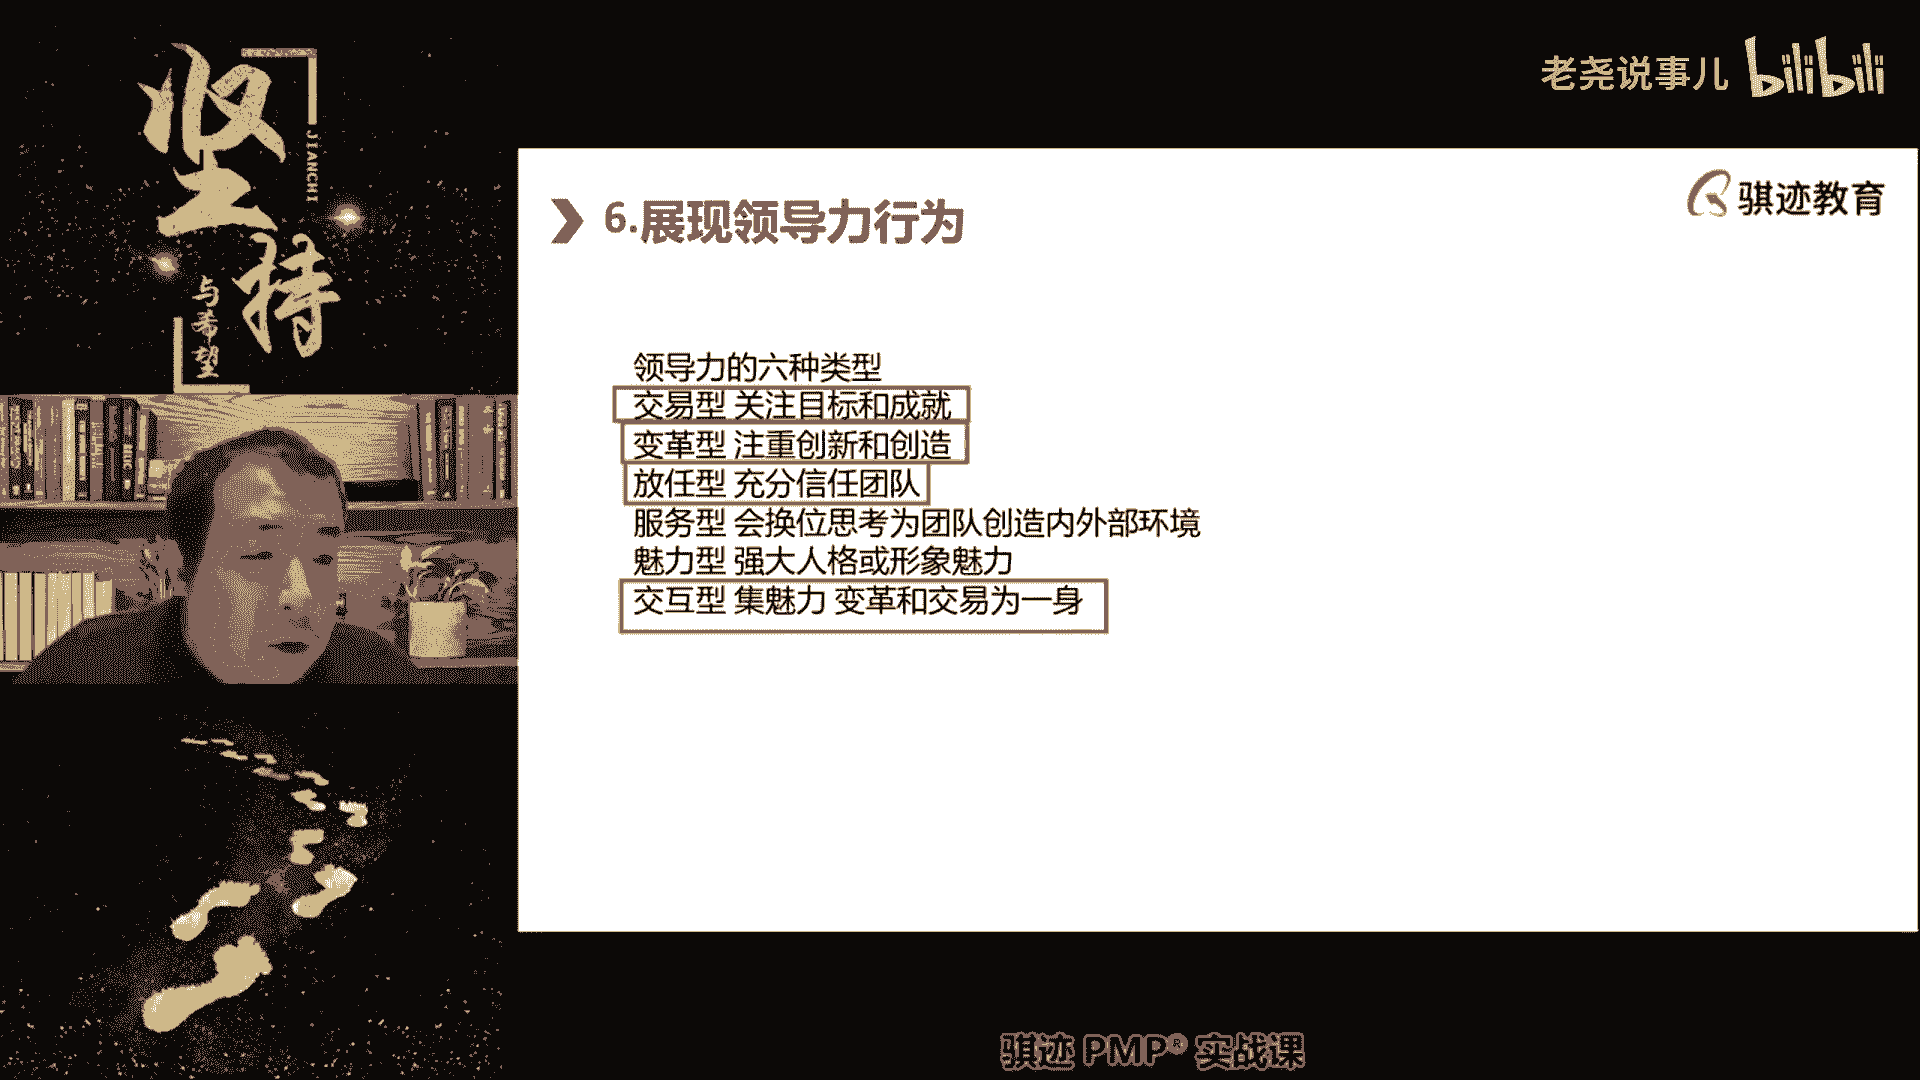 坚持
JIANCHI
与希望
老尧说事儿 bilibili
骐迹教育
6.展现领导力行为
领导力的六种类型
交易型 关注目标和成就
变革型 注重创新和创造
放任型 充分信任团队
服务型 会换位思考为团队创造内外部环境
魅力型 强大人格或形象魅力
交互型 集魅力 变革和交易为一身
骐迹 PMP® 实战课